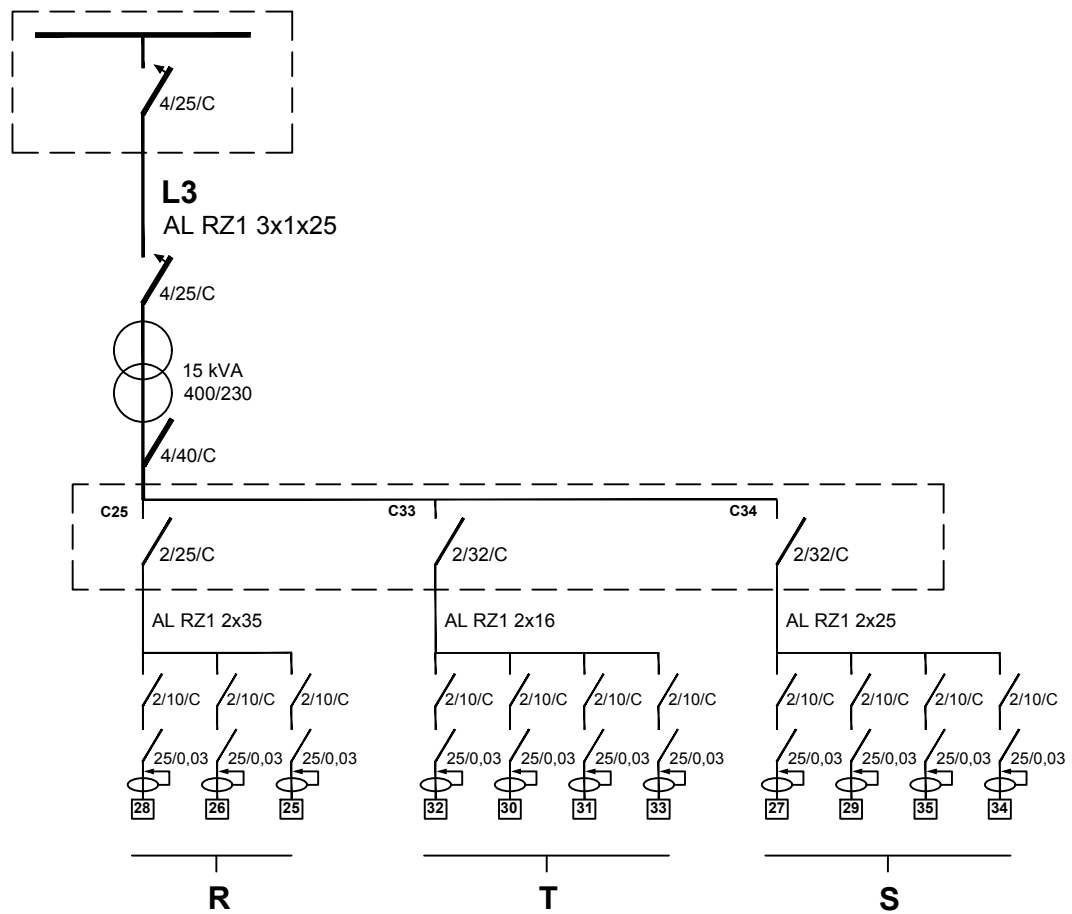 4/25/C
L3
AL RZ1 3x1x25
4/25/C
15 kVA
400/230
4/40/C
C25 C33 C34
2/25/C 2/32/C 2/32/C
AL RZ1 2x35 AL RZ1 2x16 AL RZ1 2x25
2/10/C 2/10/C 2/10/C 2/10/C 2/10/C 2/10/C 2/10/C 2/10/C 2/10/C 2/10/C 2/10/C
25/0,03 25/0,03 25/0,03 25/0,03 25/0,03 25/0,03 25/0,03 25/0,03 25/0,03 25/0,03 25/0,03
28 26 25 32 30 31 33 27 29 35 34
R T S